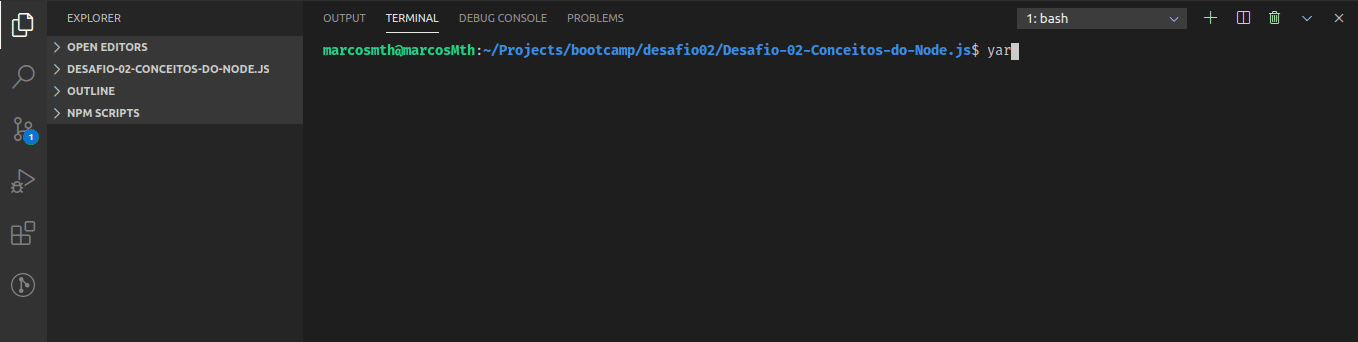 EXPLORER
OPEN EDITORS
DESAFIO-02-CONCEITOS-DO-NODE.JS
OUTLINE
NPM SCRIPTS
1
OUTPUT TERMINAL DEBUG CONSOLE PROBLEMS 1: bash
marcosmth@marcosMth:~/Projects/bootcamp/desafio02/Desafio-02-Conceitos-do-Node.js$ yar